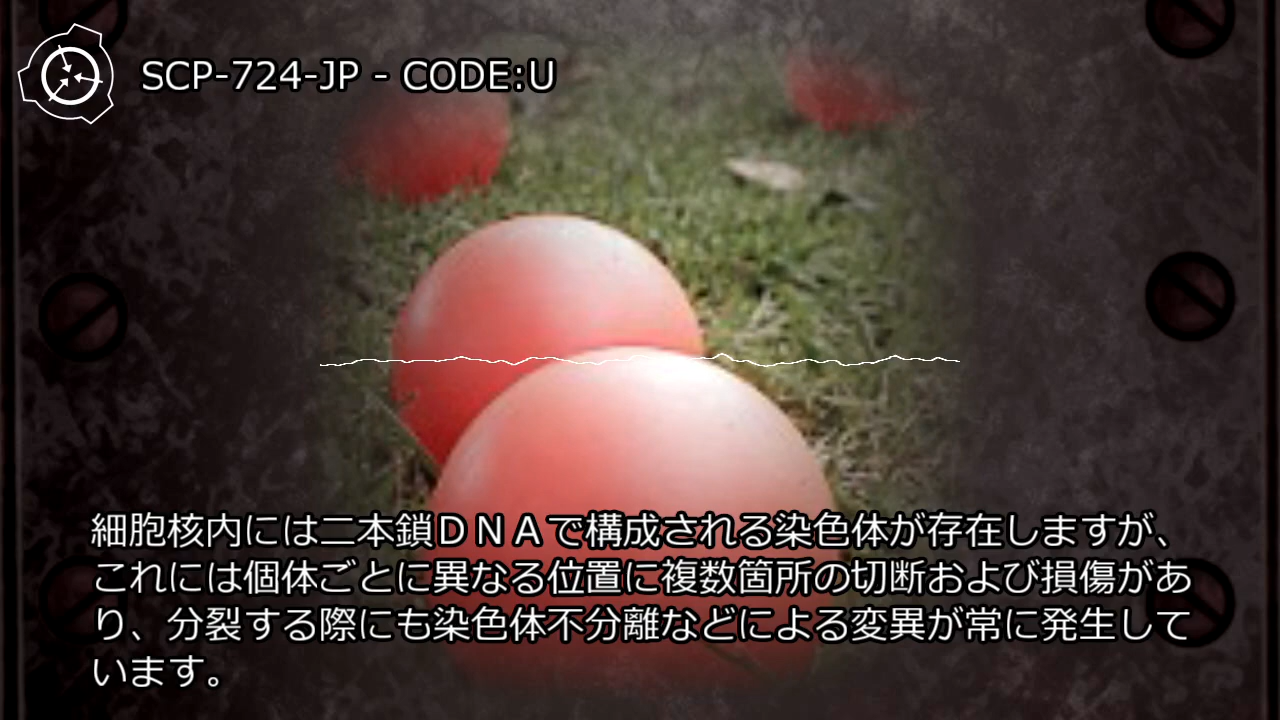 SCP-724-JP - CODE:U
細胞核内には二本鎖ＤＮＡで構成される染色体が存在しますが、
これには個体ごとに異なる位置に複数箇所の切断および損傷があ
り、分裂する際にも染色体不分離などによる変異が常に発生して
います。